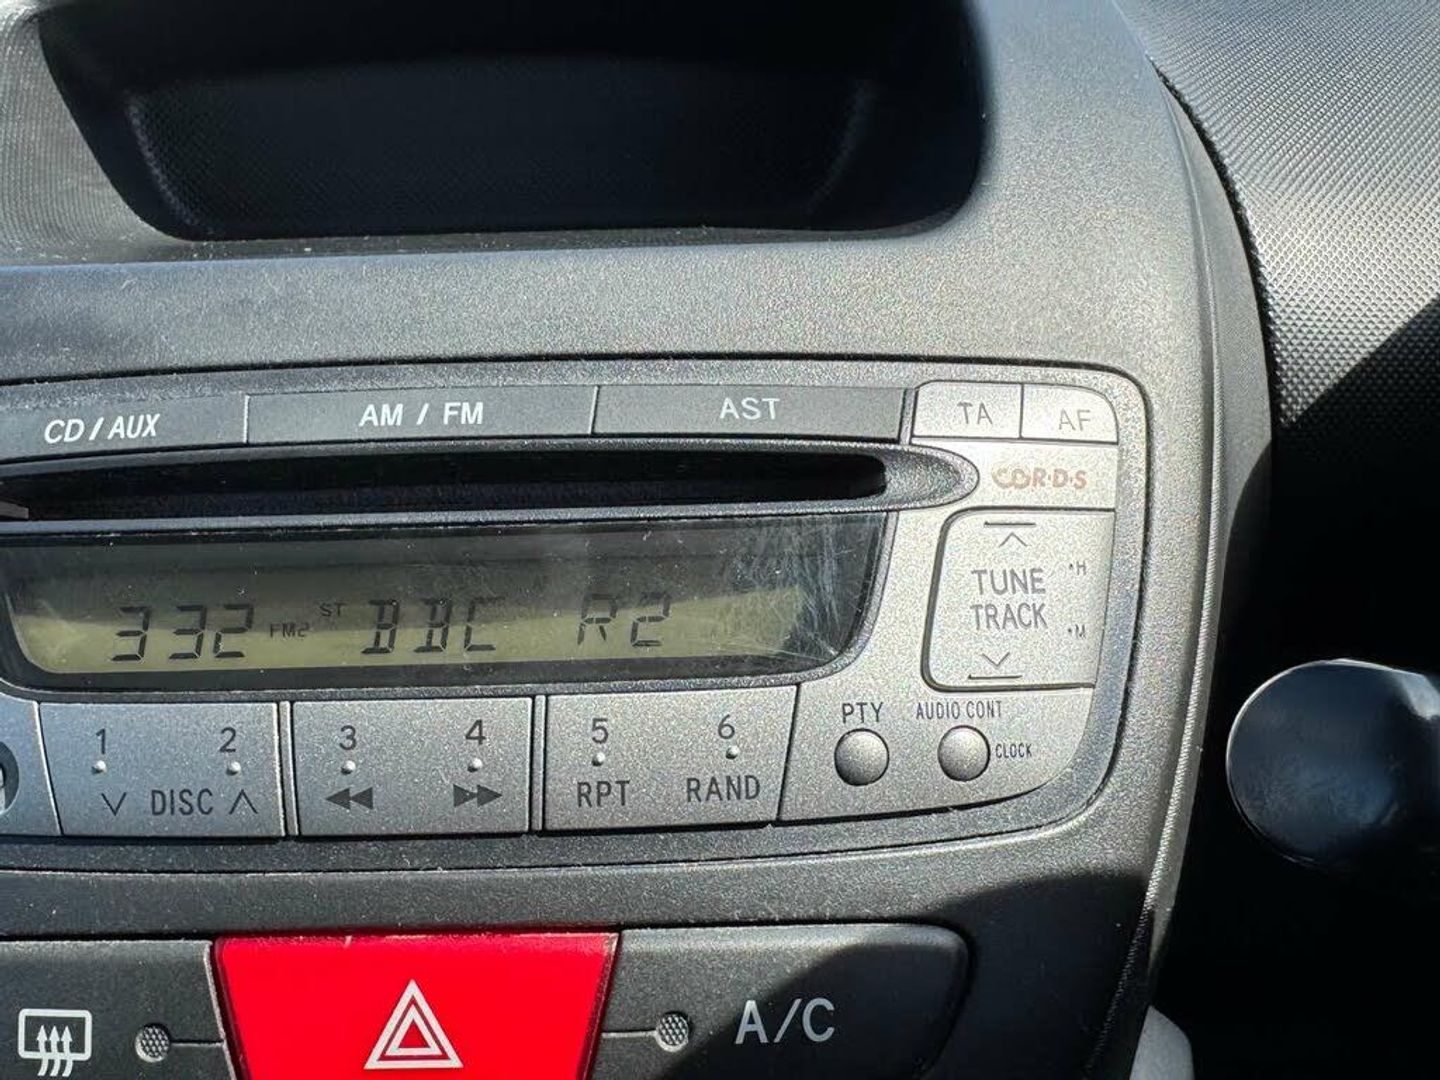 CD / AUX AM / FM AST TA AF
CO R·D·S
TUNE •H
TRACK •M
332 FM2 ST BBC R2
1 2 3 4 5 6
DISC RPT RAND
PTY AUDIO CONT
CLOCK
A/C